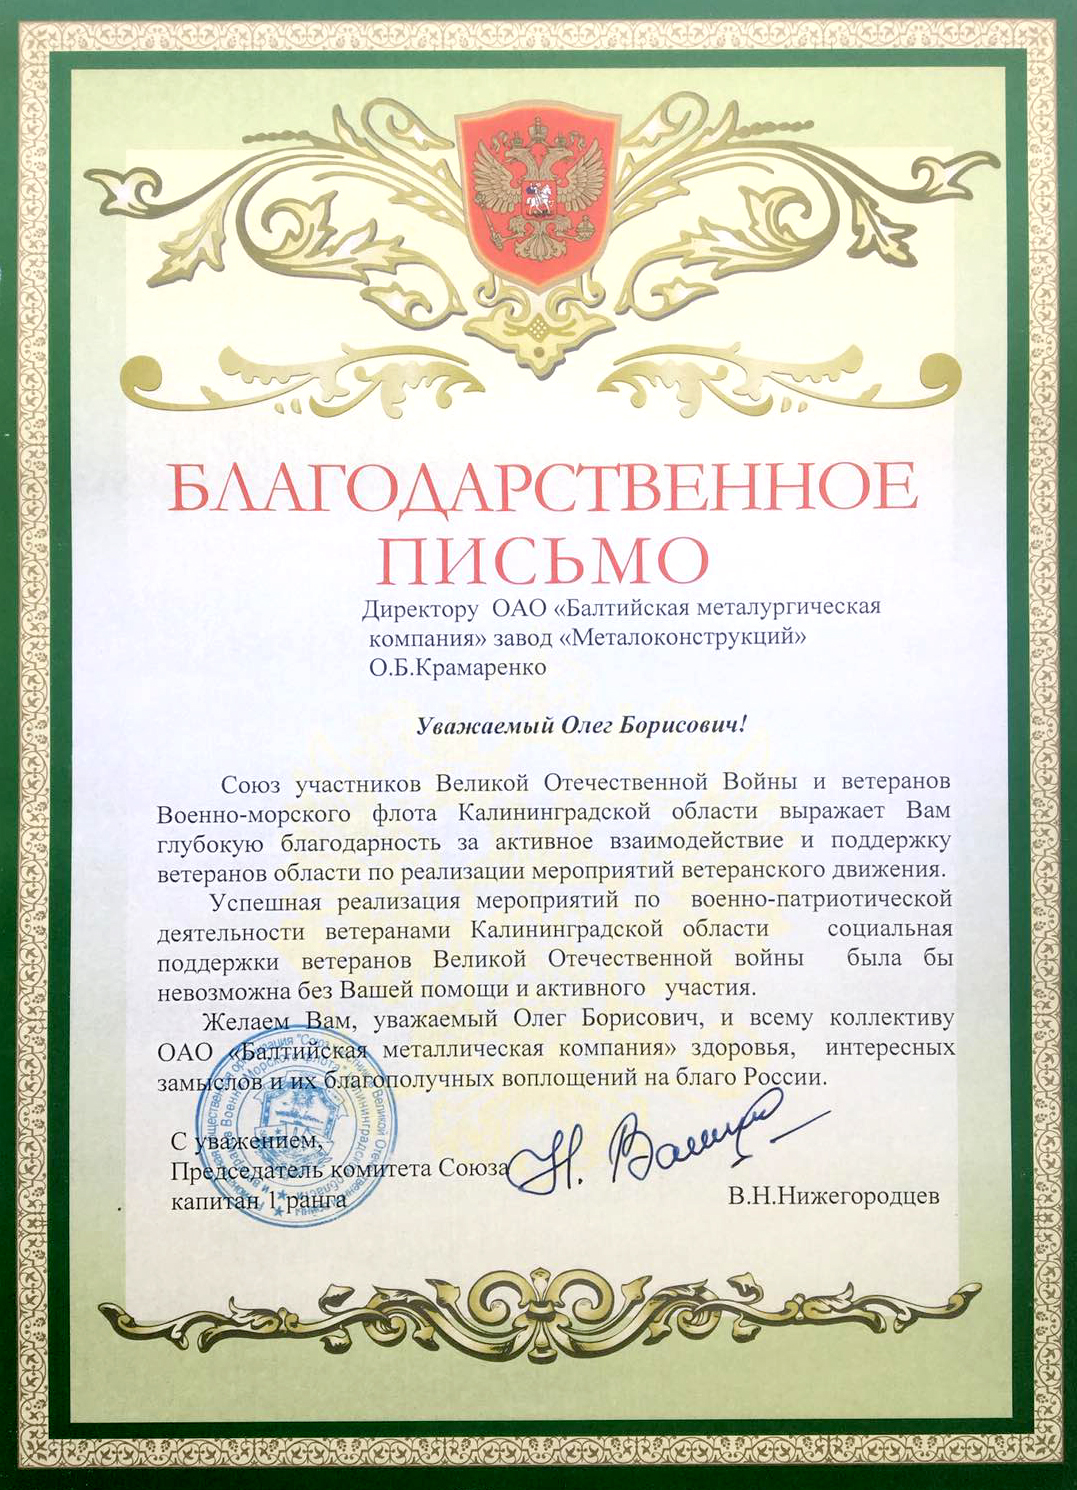 БЛАГОДАРСТВЕННОЕ
ПИСЬМО
Директору ОАО «Балтийская металургическая
компания» завод «Металоконструкций»
О.Б.Крамаренко
Уважаемый Олег Борисович!
Союз участников Великой Отечественной Войны и ветеранов
Военно-морского флота Калининградской области выражает Вам
глубокую благодарность за активное взаимодействие и поддержку
ветеранов области по реализации мероприятий ветеранского движения.
Успешная реализация мероприятий по военно-патриотической
деятельности ветеранами Калининградской области социальная
поддержки ветеранов Великой Отечественной войны была бы
невозможна без Вашей помощи и активного участия.
Желаем Вам, уважаемый Олег Борисович, и всему коллективу
ОАО «Балтийская металлическая компания» здоровья, интересных
замыслов и их благополучных воплощений на благо России.
С уважением,
Председатель комитета Союза
капитан 1 ранга
В.Н.Нижегородцев